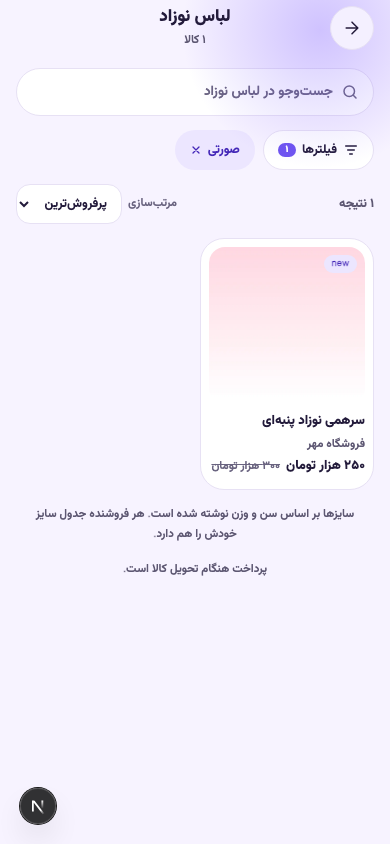 لباس نوزاد
۱ کالا
جست‌وجو در لباس نوزاد
فیلترها ۱
صورتی ×
۱ نتیجه
مرتب‌سازی
پرفروش‌ترین
new
سرهمی نوزاد پنبه‌ای
فروشگاه مهر
۲۵۰ هزار تومان ۳۰۰ هزار تومان
سایزها بر اساس سن و وزن نوشته شده است. هر فروشنده جدول سایز
خودش را هم دارد.
پرداخت هنگام تحویل کالا است.
N